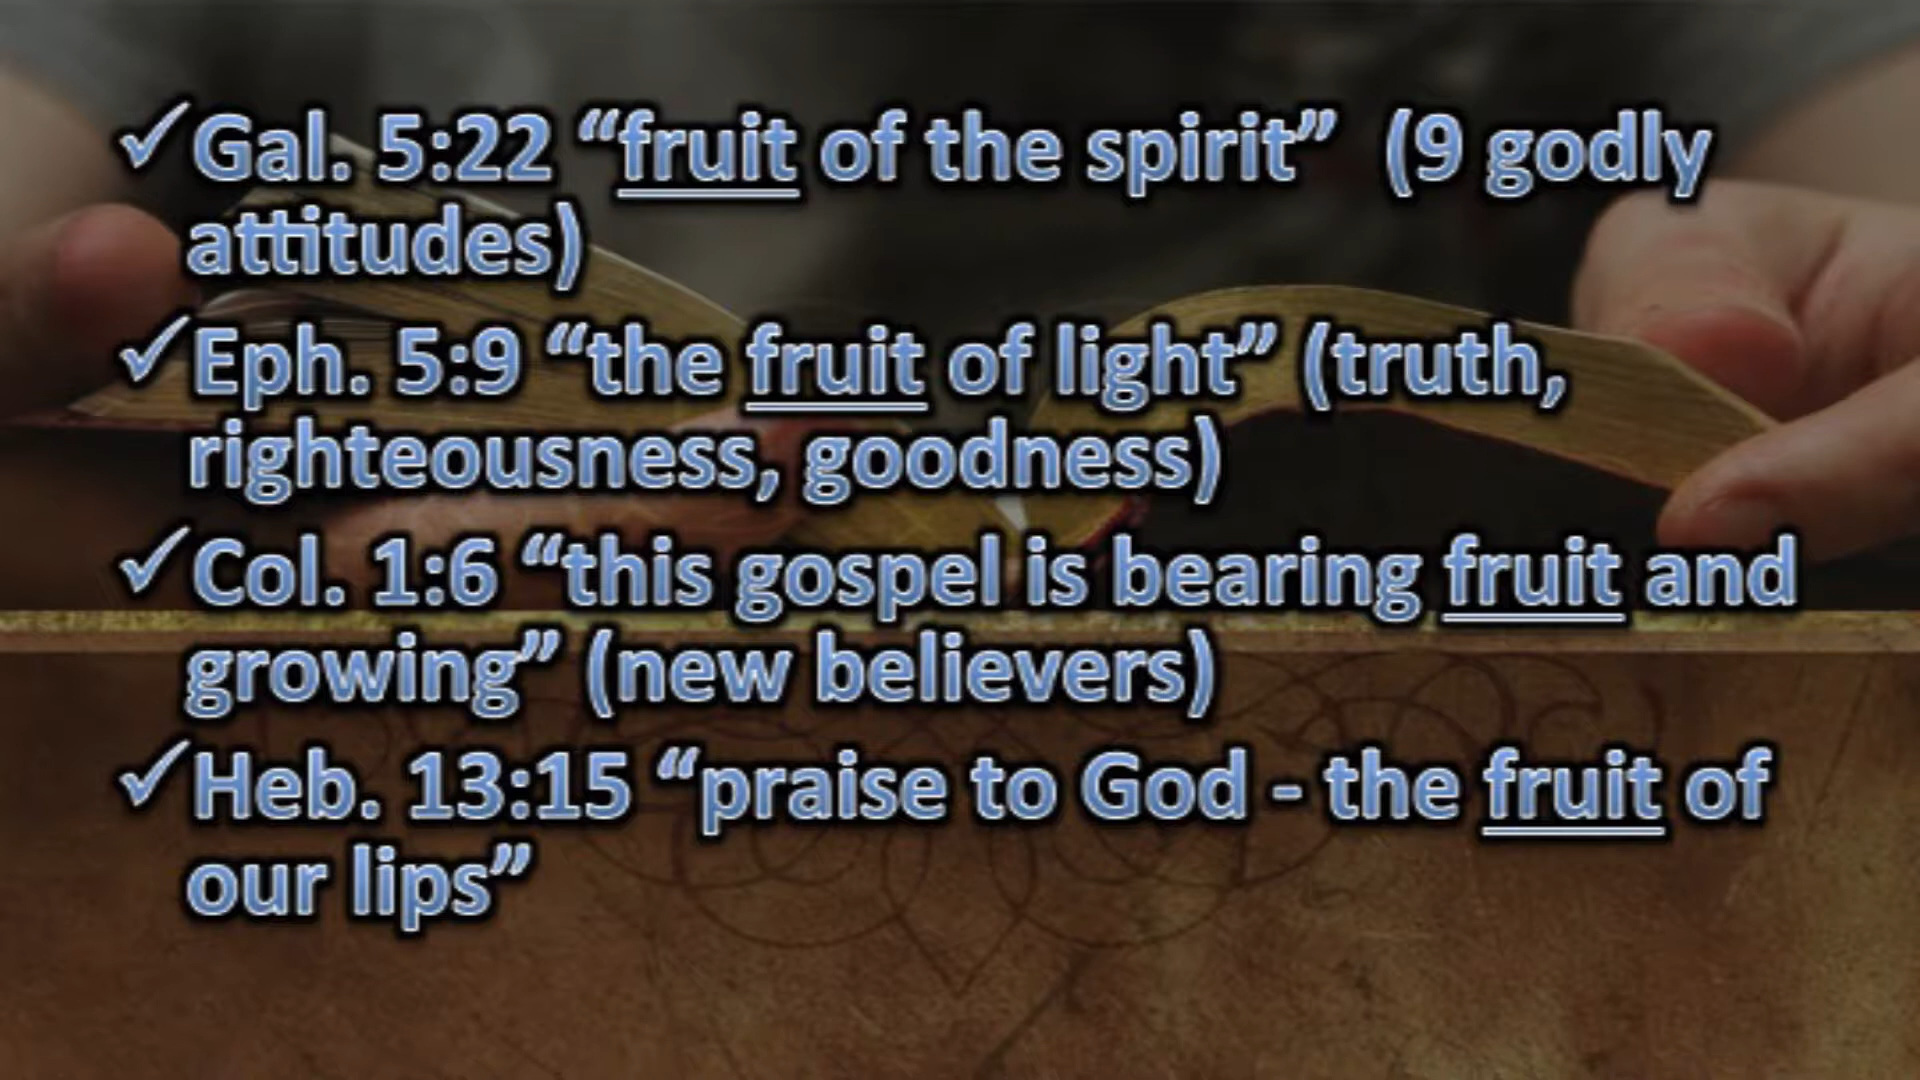 ✓Gal. 5:22 “fruit of the spirit”  (9 godly
attitudes)
✓Eph. 5:9 “the fruit of light” (truth,
righteousness, goodness)
✓Col. 1:6 “this gospel is bearing fruit and
growing” (new believers)
✓Heb. 13:15 “praise to God - the fruit of
our lips”